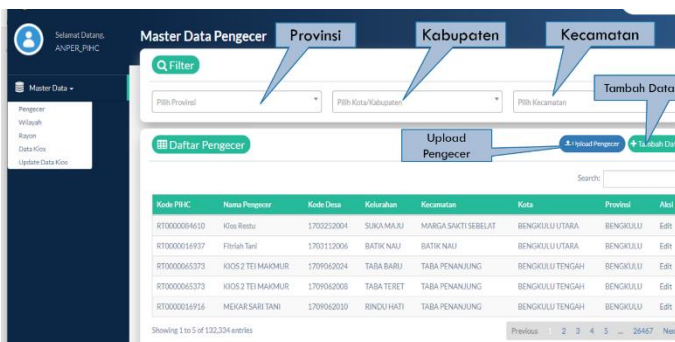 Selamat Datang,
ANPER_PIHC
Master Data
Pengecer
Wilayah
Rayon
Data Kios
Update Data Kios
Master Data Pengecer
Provinsi
Kabupaten
Kecamatan
Filter
Pilih Provinsi
Pilih Kota/Kabupaten
Pilih Kecamatan
Tambah Data
Daftar Pengecer
Upload
Pengecer
Upload Pengecer
Tambah Dat
Search:
Kode PIHC Nama Pengecer Kode Desa Kelurahan Kecamatan Kota Provinsi Aksi
RT0000084610 Kios Restu 1703252004 SUKA MAJU MARGA SAKTI SEBELAT BENGKULU UTARA BENGKULU Edit
RT0000016937 Fitriah Tani 1703112006 BATIK NAU BATIK NAU BENGKULU UTARA BENGKULU Edit
RT0000065373 KIOS 2 TEI MAKMUR 1709062024 TABA BARU TABA PENANJUNG BENGKULU TENGAH BENGKULU Edit
RT0000065373 KIOS 2 TEI MAKMUR 1709062008 TABA TERET TABA PENANJUNG BENGKULU TENGAH BENGKULU Edit
RT0000016916 MEKAR SARI TANI 1709062010 RINDU HATI TABA PENANJUNG BENGKULU TENGAH BENGKULU Edit
Showing 1 to 5 of 132,334 entries
Previous 1 2 3 4 5 ... 26467 Nex